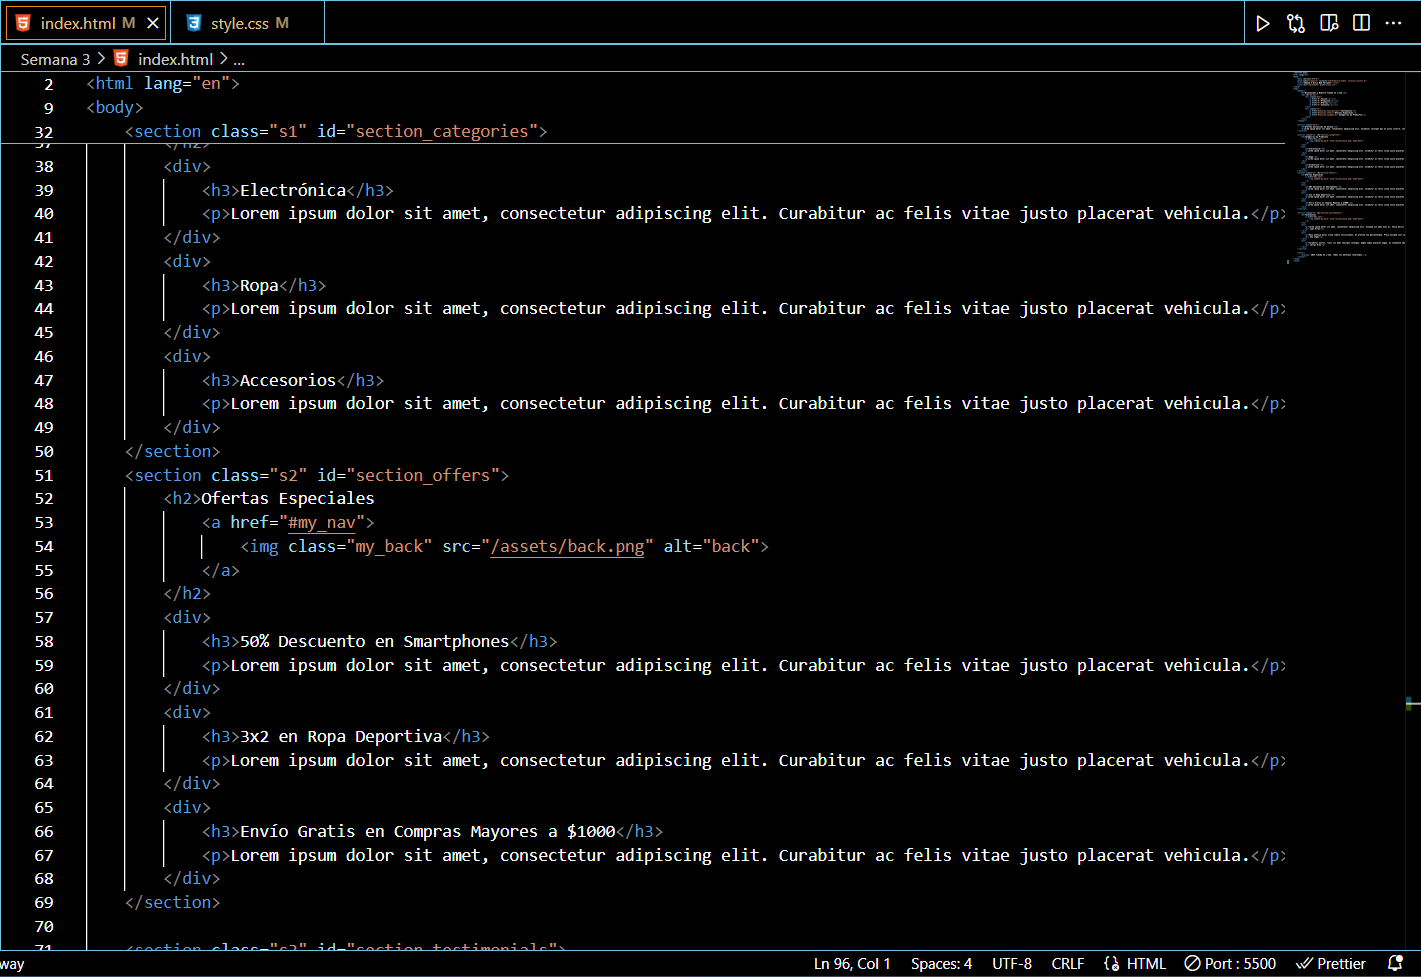 index.html M
style.css M
Semana 3 > index.html > ...
2 <html lang="en">
9 <body>
32 <section class="s1" id="section_categories">
37 </h2>
38 <div>
39 <h3>Electrónica</h3>
40 <p>Lorem ipsum dolor sit amet, consectetur adipiscing elit. Curabitur ac felis vitae justo placerat vehicula.</p>
41 </div>
42 <div>
43 <h3>Ropa</h3>
44 <p>Lorem ipsum dolor sit amet, consectetur adipiscing elit. Curabitur ac felis vitae justo placerat vehicula.</p>
45 </div>
46 <div>
47 <h3>Accesorios</h3>
48 <p>Lorem ipsum dolor sit amet, consectetur adipiscing elit. Curabitur ac felis vitae justo placerat vehicula.</p>
49 </div>
50 </section>
51 <section class="s2" id="section_offers">
52 <h2>Ofertas Especiales
53 <a href="#my_nav">
54 <img class="my_back" src="/assets/back.png" alt="back">
55 </a>
56 </h2>
57 <div>
58 <h3>50% Descuento en Smartphones</h3>
59 <p>Lorem ipsum dolor sit amet, consectetur adipiscing elit. Curabitur ac felis vitae justo placerat vehicula.</p>
60 </div>
61 <div>
62 <h3>3x2 en Ropa Deportiva</h3>
63 <p>Lorem ipsum dolor sit amet, consectetur adipiscing elit. Curabitur ac felis vitae justo placerat vehicula.</p>
64 </div>
65 <div>
66 <h3>Envío Gratis en Compras Mayores a $1000</h3>
67 <p>Lorem ipsum dolor sit amet, consectetur adipiscing elit. Curabitur ac felis vitae justo placerat vehicula.</p>
68 </div>
69 </section>
70
71 <section class="s3" id="section_testimonials">
way Ln 96, Col 1 Spaces: 4 UTF-8 CRLF HTML Port : 5500 Prettier